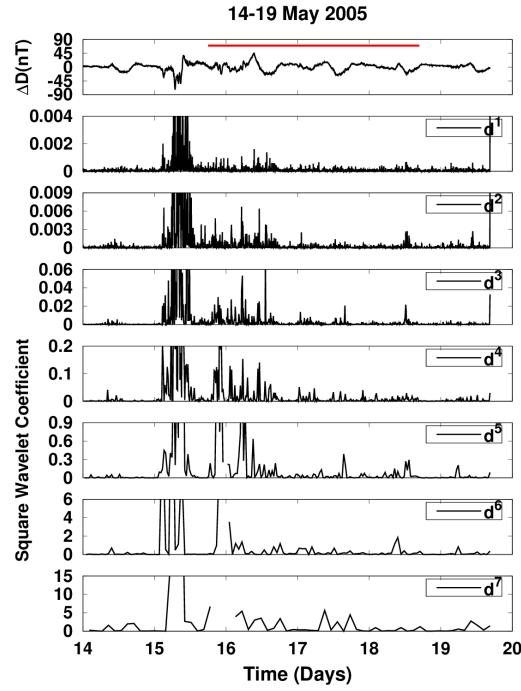 14-19 May 2005
ΔD(nT)
90
45
0
-45
-90
0.004
0.002
0
d1
0.009
0.006
0.003
0
d2
0.06
0.04
0.02
0
d3
0.2
0.1
0
d4
0.9
0.6
0.3
0
d5
6
4
2
0
d6
15
10
5
0
d7
Square Wavelet Coefficient
14 15 16 17 18 19 20
Time (Days)